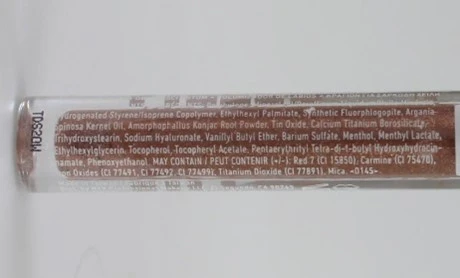 Hydrogenated Styrene/Isoprene Copolymer, Ethylhexyl Palmitate, Synthetic Fluorphlogopite, Argania
Spinosa Kernel Oil, Amorphophallus Konjac Root Powder, Tin Oxide, Calcium Titanium Borosilicate,
Trihydroxystearin, Sodium Hyaluronate, Vanillyl Butyl Ether, Barium Sulfate, Menthol, Menthyl Lactate,
Ethylhexylglycerin, Tocopherol, Tocopheryl Acetate, Pentaerythrityl Tetra-di-t-butyl Hydroxyhydrocin-
namate, Phenoxyethanol. MAY CONTAIN / PEUT CONTENIR (+/-): Red 7 (CI 15850), Carmine (CI 75470),
Iron Oxides (CI 77491, CI 77492, CI 77499), Titanium Dioxide (CI 77891), Mica. <0145>